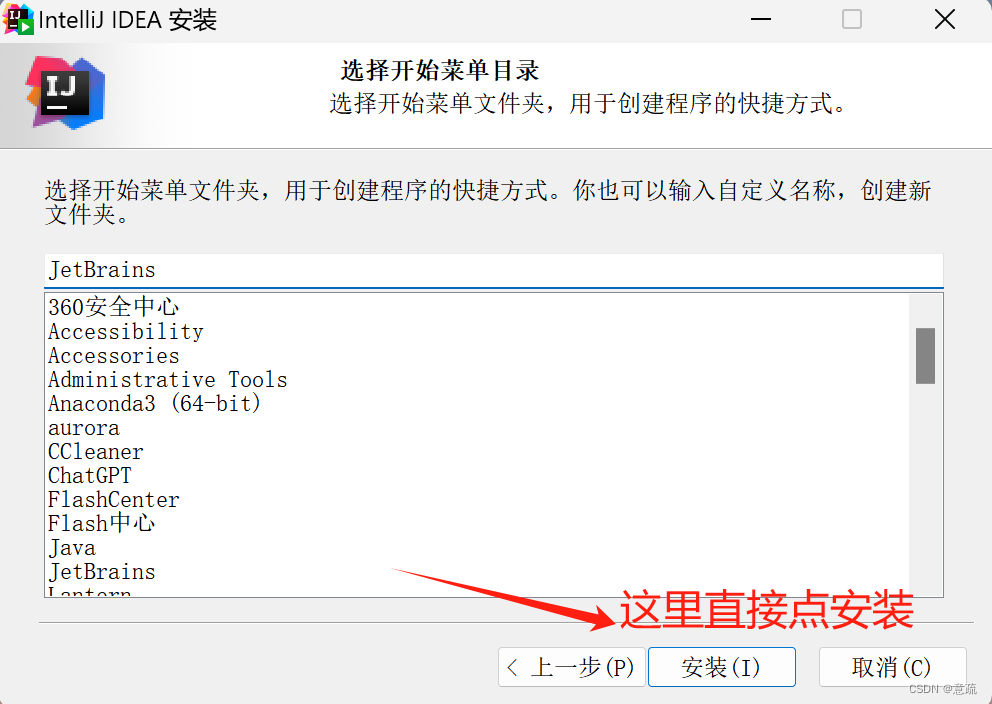 IntelliJ IDEA 安装
IJ
选择开始菜单目录
选择开始菜单文件夹，用于创建程序的快捷方式。
选择开始菜单文件夹，用于创建程序的快捷方式。你也可以输入自定义名称，创建新
文件夹。
JetBrains
360安全中心
Accessibility
Accessories
Administrative Tools
Anaconda3 (64-bit)
aurora
CCleaner
ChatGPT
FlashCenter
Flash中心
Java
JetBrains
Lantern
这里直接点安装
< 上一步(P)
安装(I)
取消(C)
CSDN @意疏